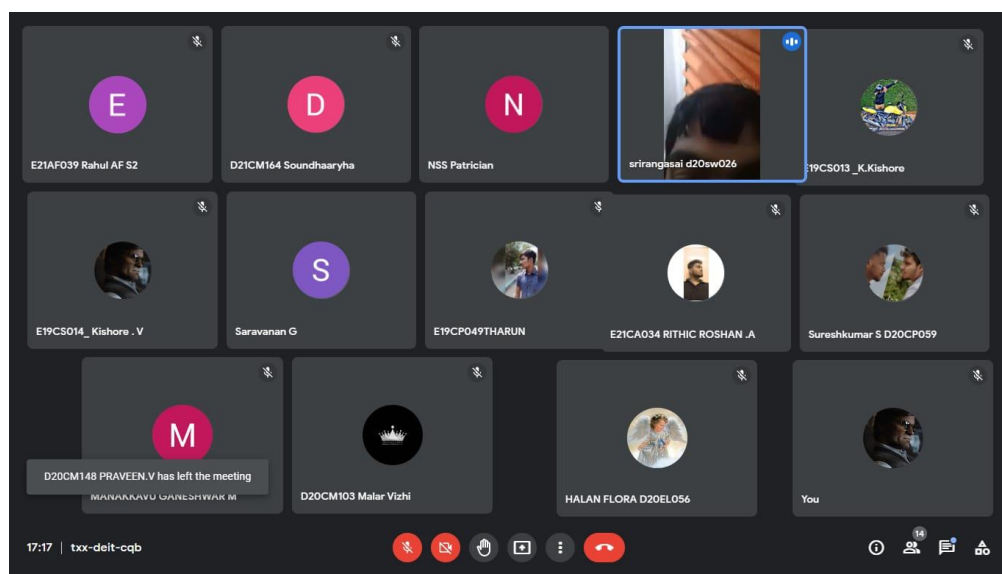 E
D
N
E21AF039 Rahul AF S2
D21CM164 Soundhaaryha
NSS Patrician
srirangasai d20sw026
E19CS013 _K.Kishore
S
E19CS014_ Kishore . V
Saravanan G
E19CP049THARUN
E21CA034 RITHIC ROSHAN .A
Sureshkumar S D20CP059
M
D20CM148 PRAVEEN.V has left the meeting
MANAKKAVU GANESHWAR M
D20CM103 Malar Vizhi
HALAN FLORA D20EL056
You
17:17 | txx-deit-cqb
14